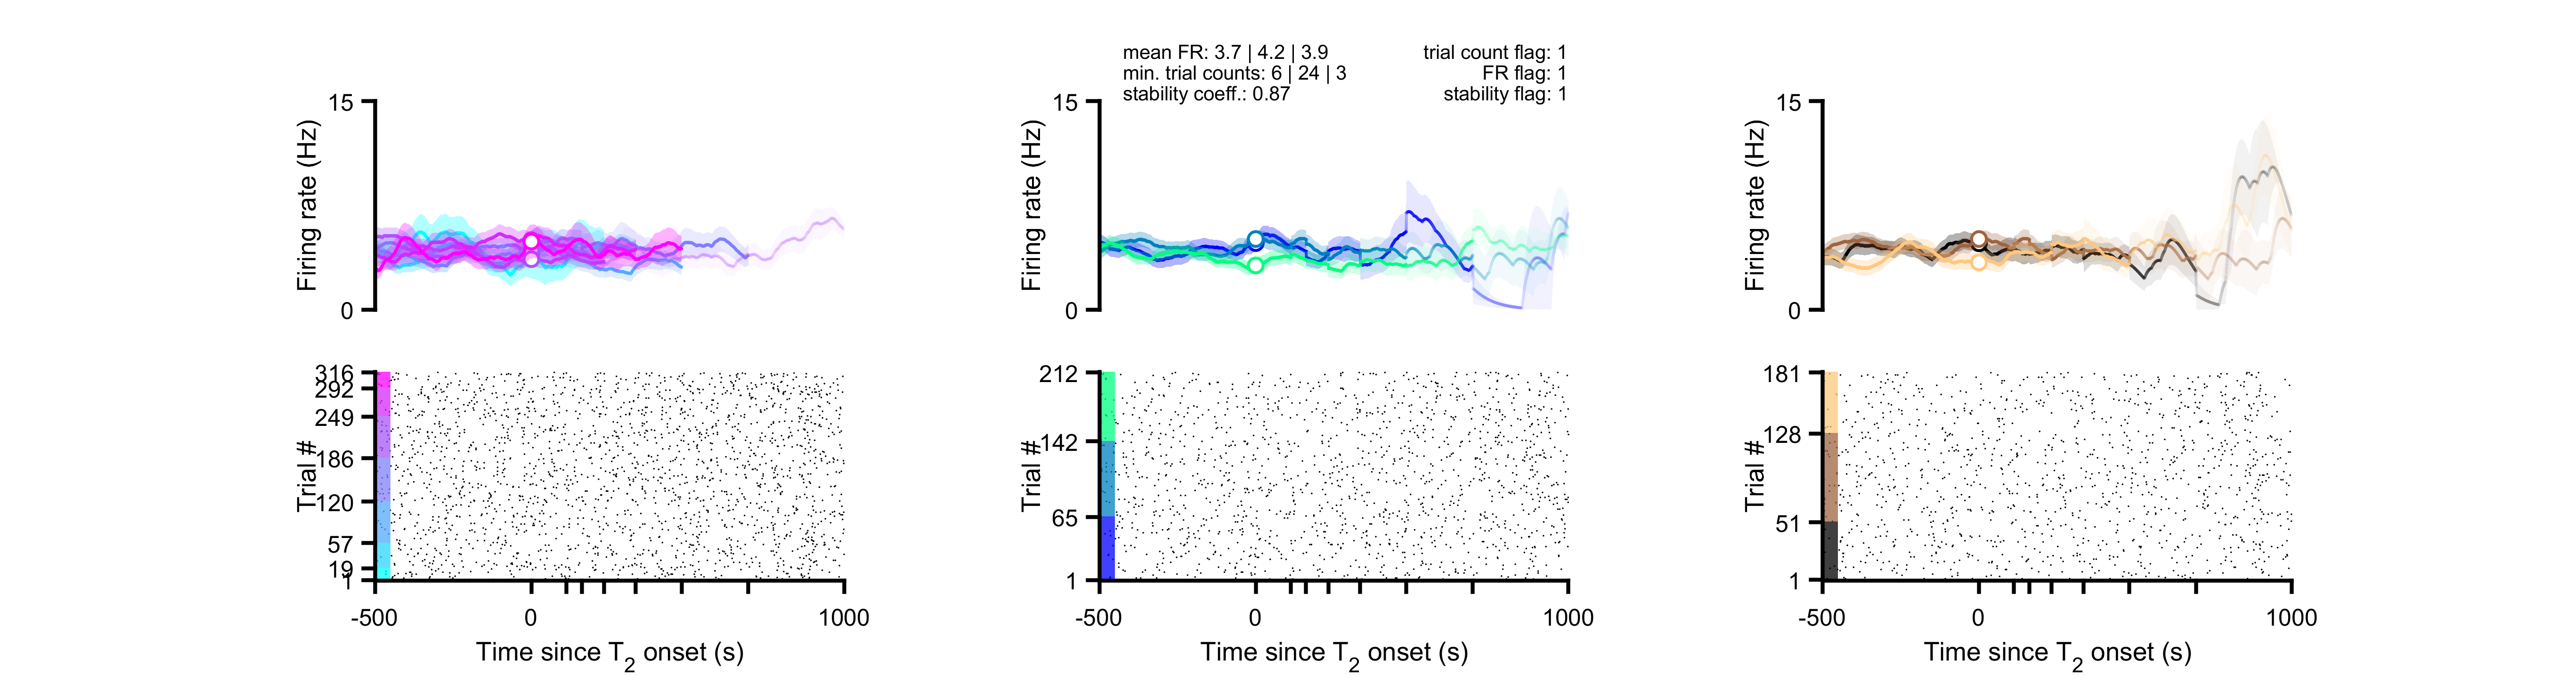 mean FR: 3.7 | 4.2 | 3.9
min. trial counts: 6 | 24 | 3
stability coeff.: 0.87
trial count flag: 1
FR flag: 1
stability flag: 1
15
Firing rate (Hz)
0
15
Firing rate (Hz)
0
15
Firing rate (Hz)
0
316
292
249
186
120
57
19
1
Trial #
-500
0
1000
Time since T2 onset (s)
212
142
65
1
Trial #
-500
0
1000
Time since T2 onset (s)
181
128
51
1
Trial #
-500
0
1000
Time since T2 onset (s)